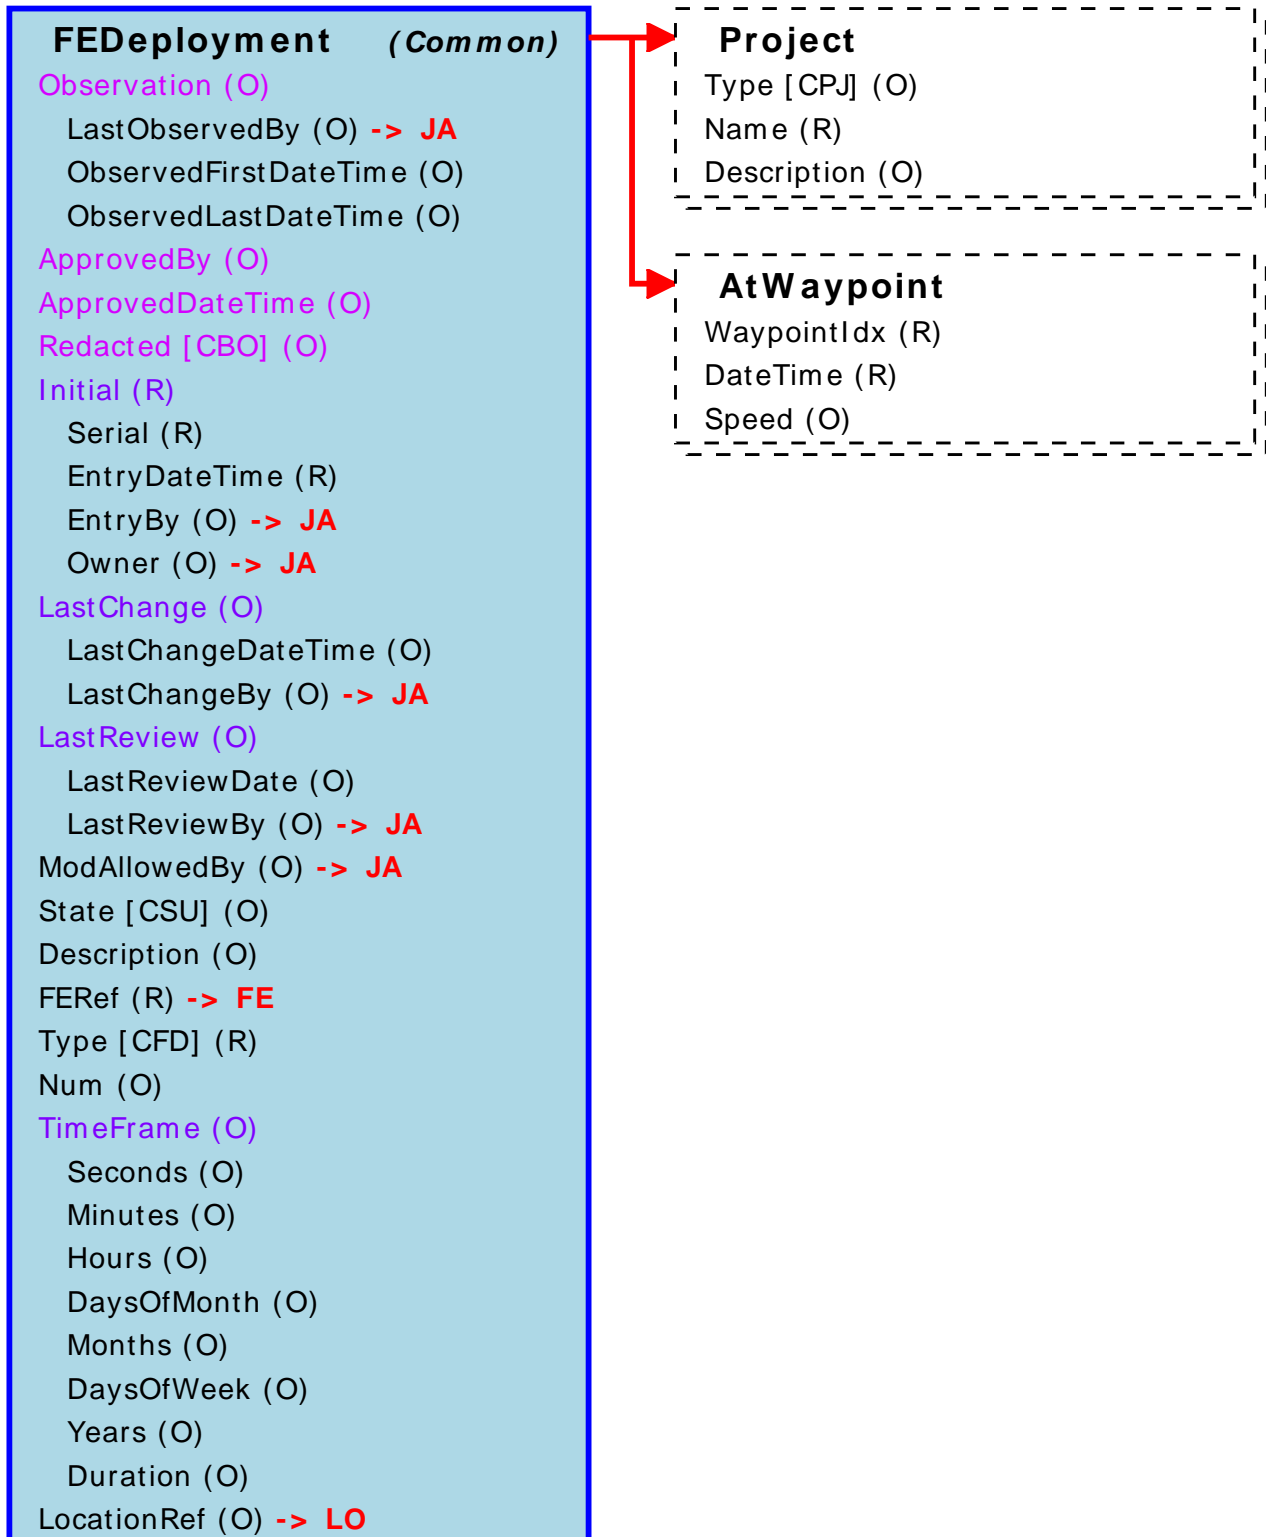 FEDeployment (Common)
Observation (O)
LastObservedBy (O) -> JA
ObservedFirstDateTime (O)
ObservedLastDateTime (O)
ApprovedBy (O)
ApprovedDateTime (O)
Redacted [CBO] (O)
Initial (R)
Serial (R)
EntryDateTime (R)
EntryBy (O) -> JA
Owner (O) -> JA
LastChange (O)
LastChangeDateTime (O)
LastChangeBy (O) -> JA
LastReview (O)
LastReviewDate (O)
LastReviewBy (O) -> JA
ModAllowedBy (O) -> JA
State [CSU] (O)
Description (O)
FERef (R) -> FE
Type [CFD] (R)
Num (O)
TimeFrame (O)
Seconds (O)
Minutes (O)
Hours (O)
DaysOfMonth (O)
Months (O)
DaysOfWeek (O)
Years (O)
Duration (O)
LocationRef (O) -> LO
Project
Type [CPJ] (O)
Name (R)
Description (O)
AtWaypoint
WaypointIdx (R)
DateTime (R)
Speed (O)